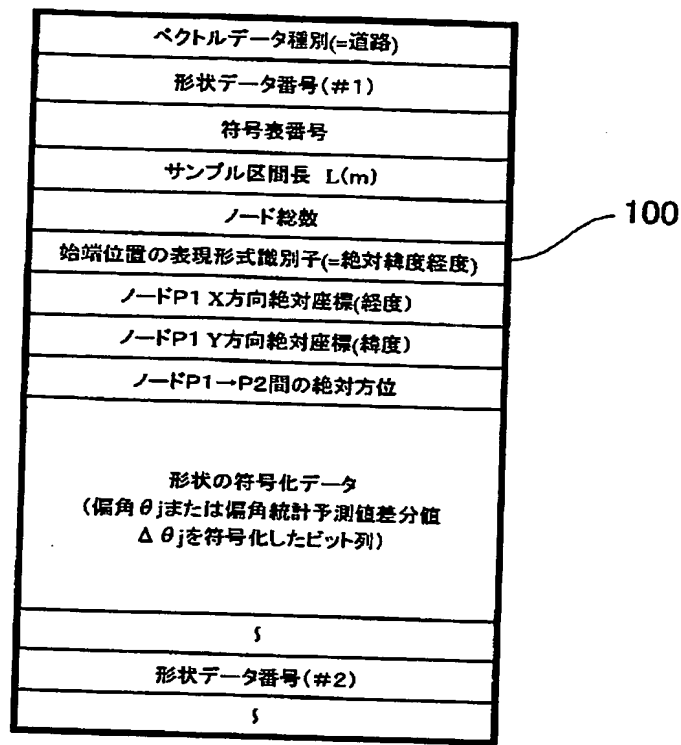 ベクトルデータ種別(=道路)
形状データ番号(#1)
符号表番号
サンプル区間長 L(m)
ノード総数
始端位置の表現形式識別子(=絶対緯度経度)
100
ノードP1 X方向絶対座標(経度)
ノードP1 Y方向絶対座標(緯度)
ノードP1→P2間の絶対方位
形状の符号化データ
(偏角θjまたは偏角統計予測値差分値
Δθjを符号化したビット列)
∫
形状データ番号(#2)
∫